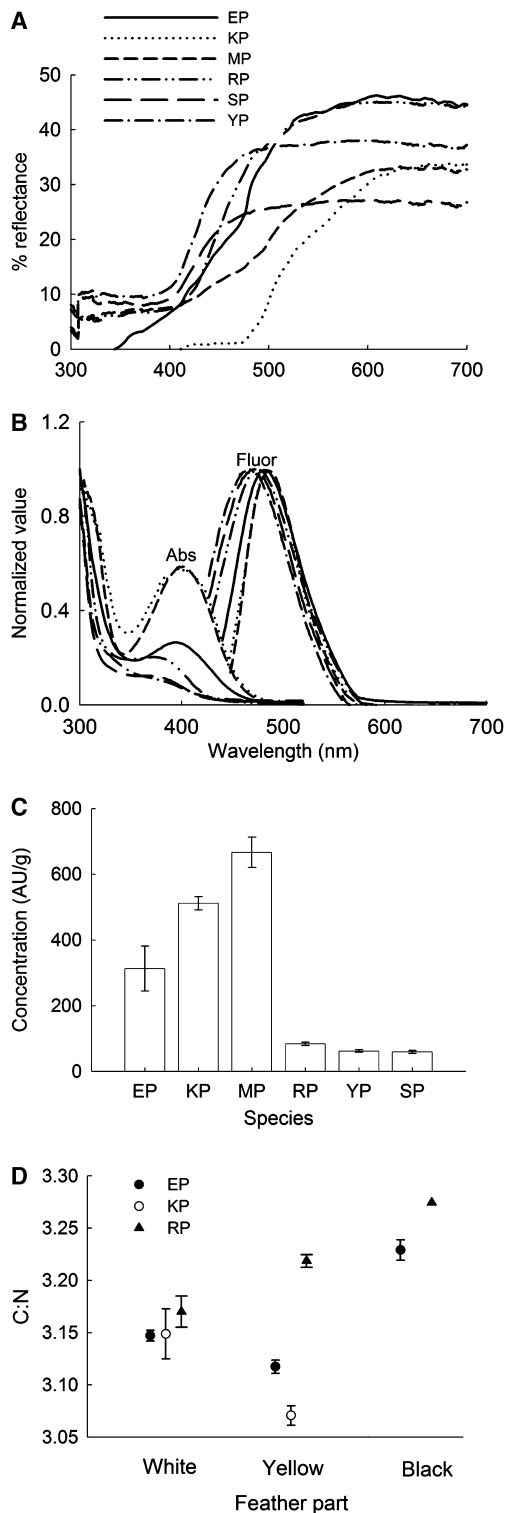 A
EP
KP
MP
RP
SP
YP
50
40
30
20
10
0
% reflectance
300 400 500 600 700
B
1.2
0.8
0.4
0.0
Normalized value
Fluor
Abs
300 400 500 600 700
Wavelength (nm)
C
800
600
400
200
0
Concentration (AU/g)
EP KP MP RP YP SP
Species
D
3.30
3.25
3.20
3.15
3.10
3.05
C:N
EP
KP
RP
White Yellow Black
Feather part